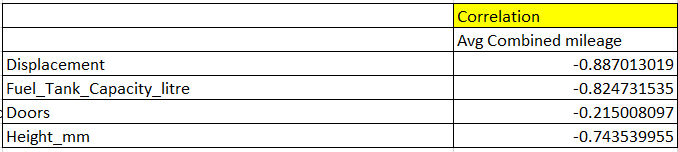 Correlation
Avg Combined mileage
Displacement -0.887013019
Fuel_Tank_Capacity_litre -0.824731535
Doors -0.215008097
Height_mm -0.743539955